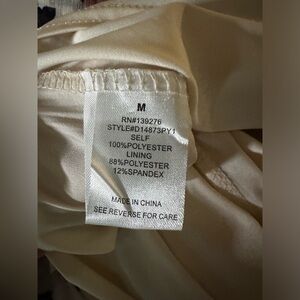 M
RN#139276
STYLE#D14873PY1
SELF
100%POLYESTER
LINING
88%POLYESTER
12%SPANDEX
MADE IN CHINA
SEE REVERSE FOR CARE